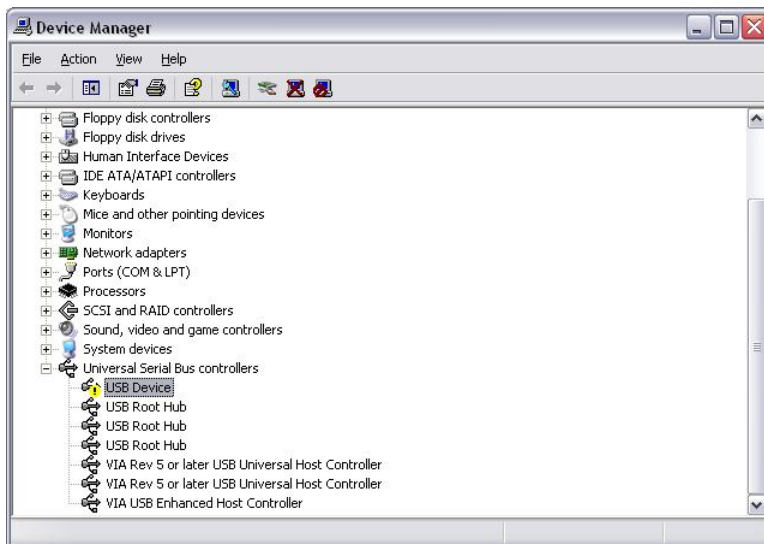 Device Manager
File Action View Help
Floppy disk controllers
Floppy disk drives
Human Interface Devices
IDE ATA/ATAPI controllers
Keyboards
Mice and other pointing devices
Monitors
Network adapters
Ports (COM & LPT)
Processors
SCSI and RAID controllers
Sound, video and game controllers
System devices
Universal Serial Bus controllers
USB Device
USB Root Hub
USB Root Hub
USB Root Hub
VIA Rev 5 or later USB Universal Host Controller
VIA Rev 5 or later USB Universal Host Controller
VIA USB Enhanced Host Controller